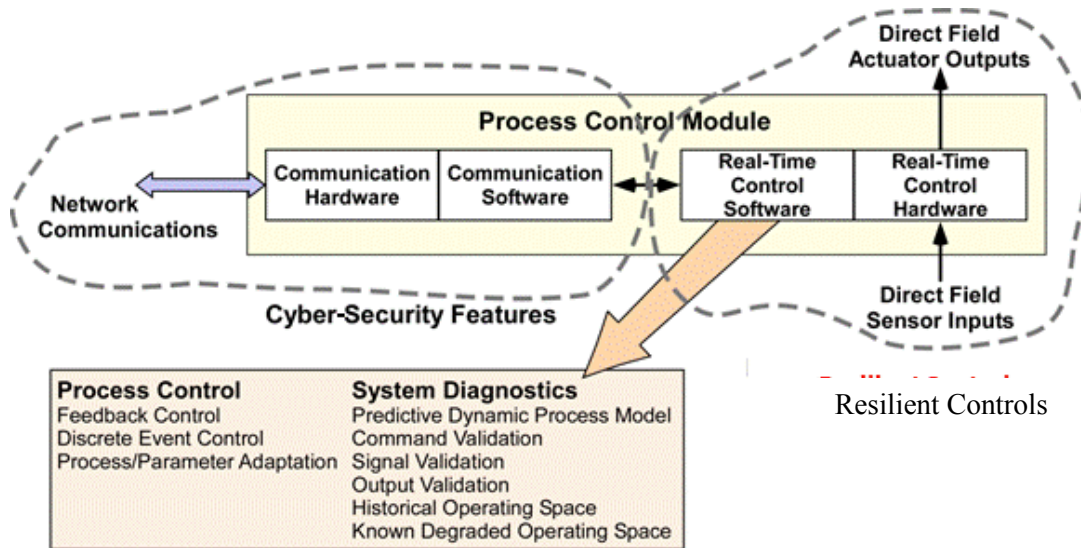 Direct Field
Actuator Outputs
Process Control Module
Communication
Hardware
Communication
Software
Real-Time
Control
Software
Real-Time
Control
Hardware
Network
Communications
Direct Field
Sensor Inputs
Cyber-Security Features
Resilient Controls
Process Control
Feedback Control
Discrete Event Control
Process/Parameter Adaptation
System Diagnostics
Predictive Dynamic Process Model
Command Validation
Signal Validation
Output Validation
Historical Operating Space
Known Degraded Operating Space